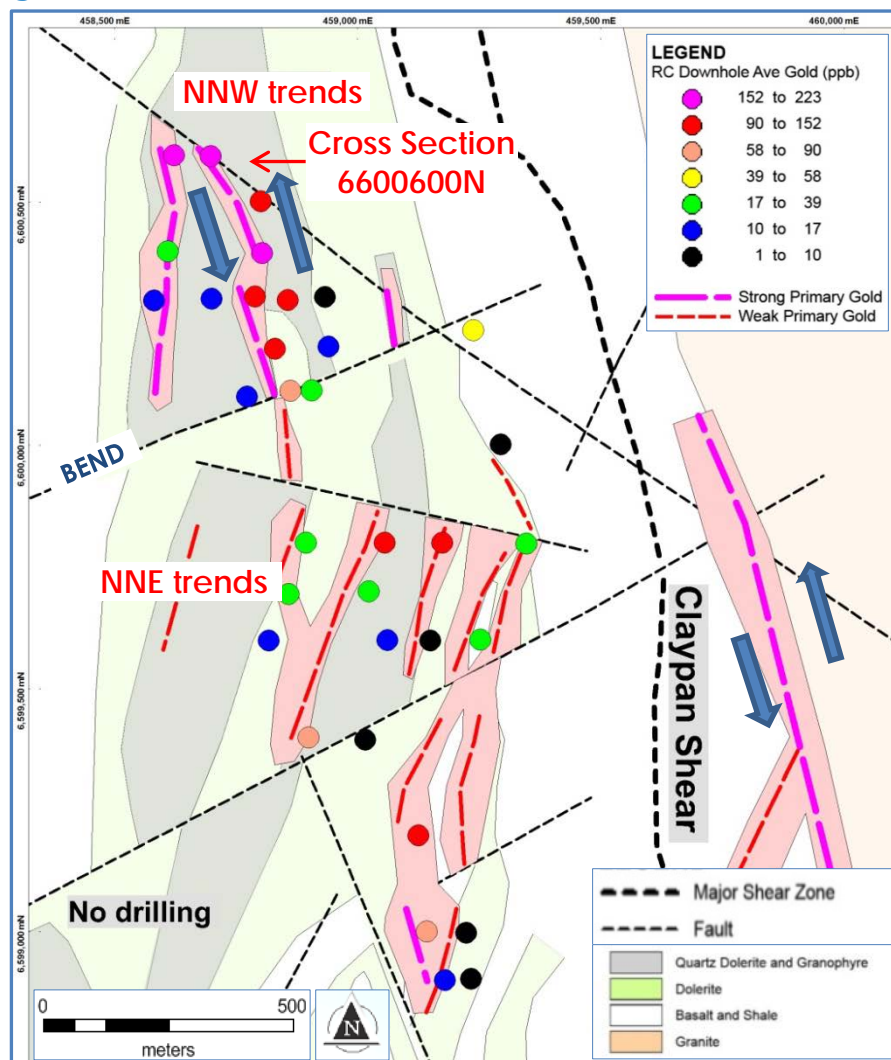 458,500 mE
459,000 mE
459,500 mE
460,000 mE
LEGEND
RC Downhole Ave Gold (ppb)
152 to 223
90 to 152
58 to 90
39 to 58
17 to 39
10 to 17
1 to 10
Strong Primary Gold
Weak Primary Gold
NNW trends
Cross Section
6600600N
6,600,500 mN
BEND
6,600,000 mN
NNE trends
Claypan Shear
6,599,500 mN
No drilling
6,599,000 mN
Major Shear Zone
Fault
Quartz Dolerite and Granophyre
Dolerite
Basalt and Shale
Granite
0 500
meters
N